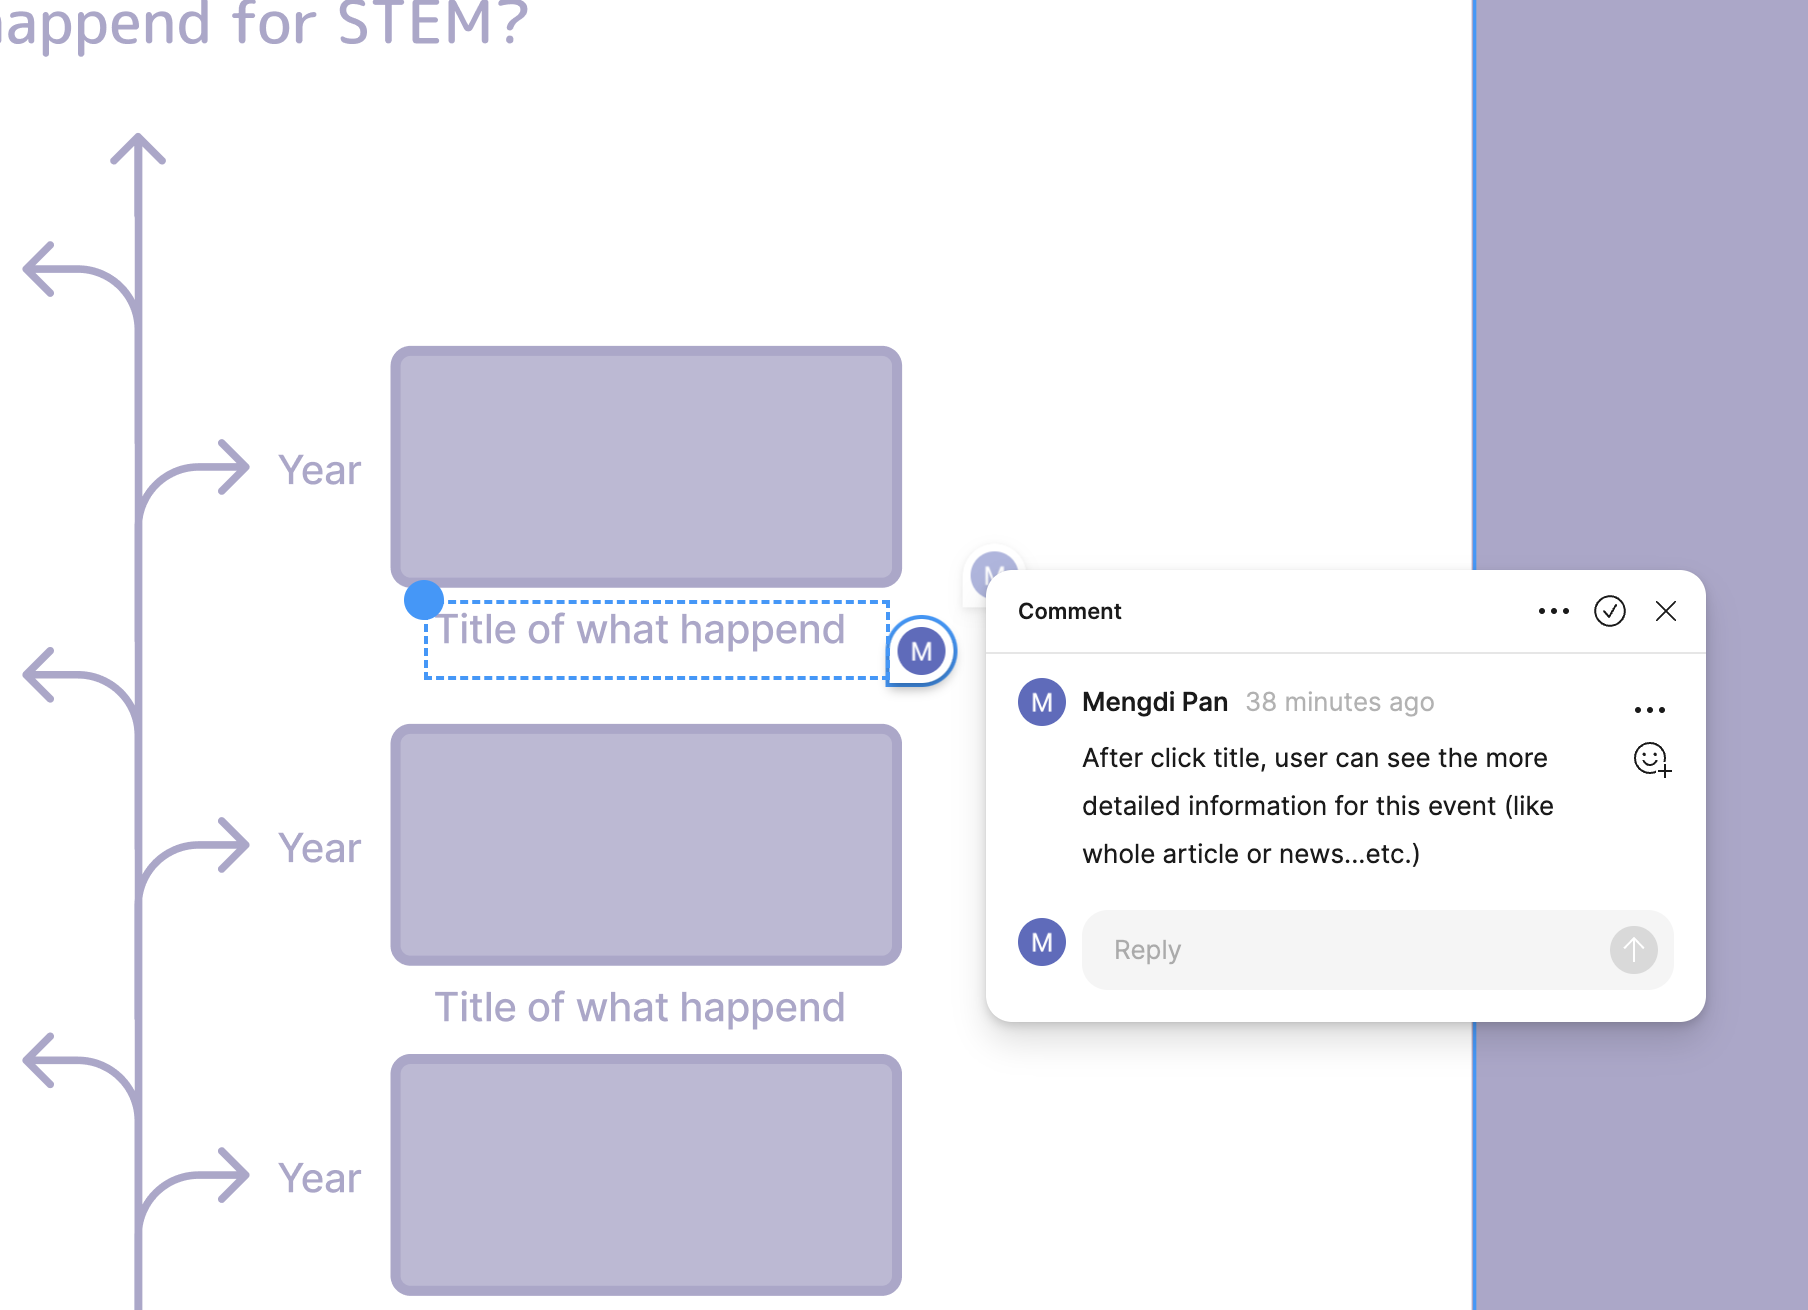 happend for STEM?
Year
Title of what happend
M
M
Comment
M
Mengdi Pan 38 minutes ago
After click title, user can see the more
detailed information for this event (like
whole article or news...etc.)
M
Reply
Year
Title of what happend
Year